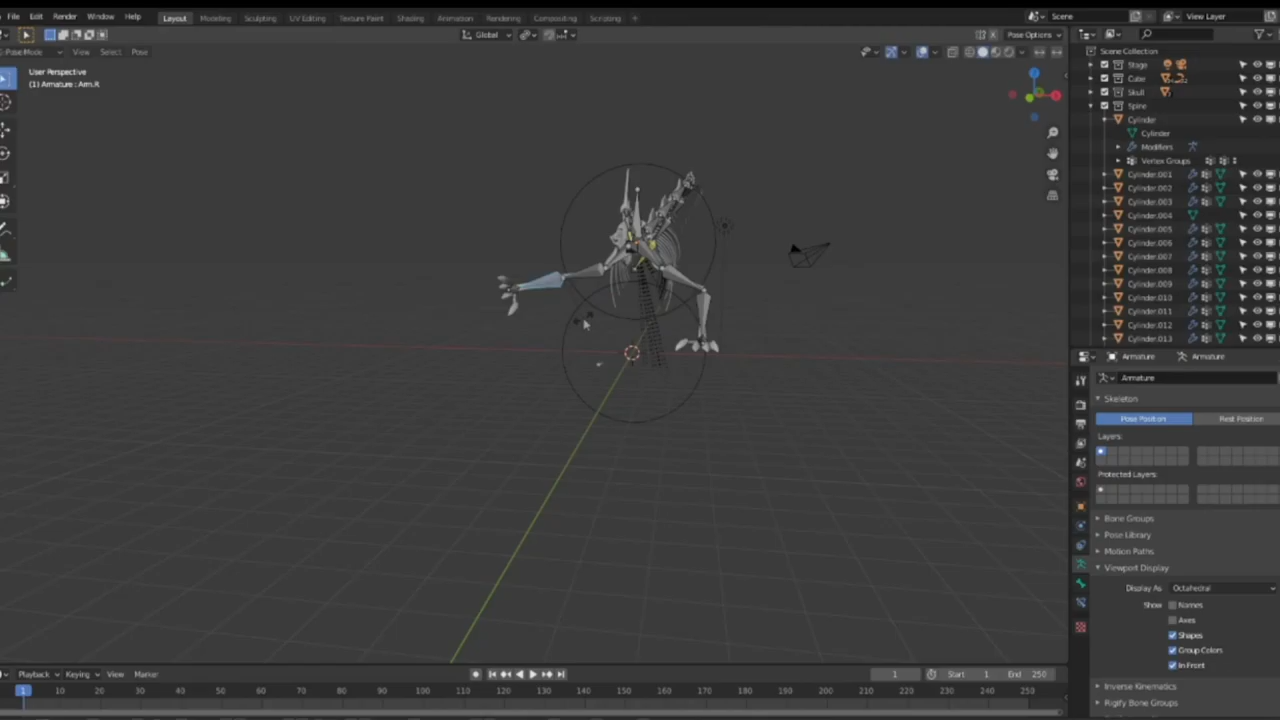 File Edit Render Window Help Layout Modeling Sculpting UV Editing Texture Paint Shading Animation Rendering Compositing Scripting + Scene View Layer
Global Pose Options
Pose Mode View Select Pose
User Perspective
(1) Armature : Arm.R
Scene Collection
Stage
Cube
Skull
Spine
Cylinder
Cylinder
Modifiers
Vertex Groups
Cylinder.001
Cylinder.002
Cylinder.003
Cylinder.004
Cylinder.005
Cylinder.006
Cylinder.007
Cylinder.008
Cylinder.009
Cylinder.010
Cylinder.011
Cylinder.012
Cylinder.013
Armature Armature
Armature
Skeleton
Pose Position Rest Position
Layers:
Protected Layers:
Bone Groups
Pose Library
Motion Paths
Viewport Display
Display As Octahedral
Show Names
Axes
Shapes
Group Colors
In Front
Inverse Kinematics
Rigify Bone Groups
Playback Keying View Marker 1 Start 1 End 250
1 10 20 30 40 50 60 70 80 90 100 110 120 130 140 150 160 170 180 190 200 210 220 230 240 250